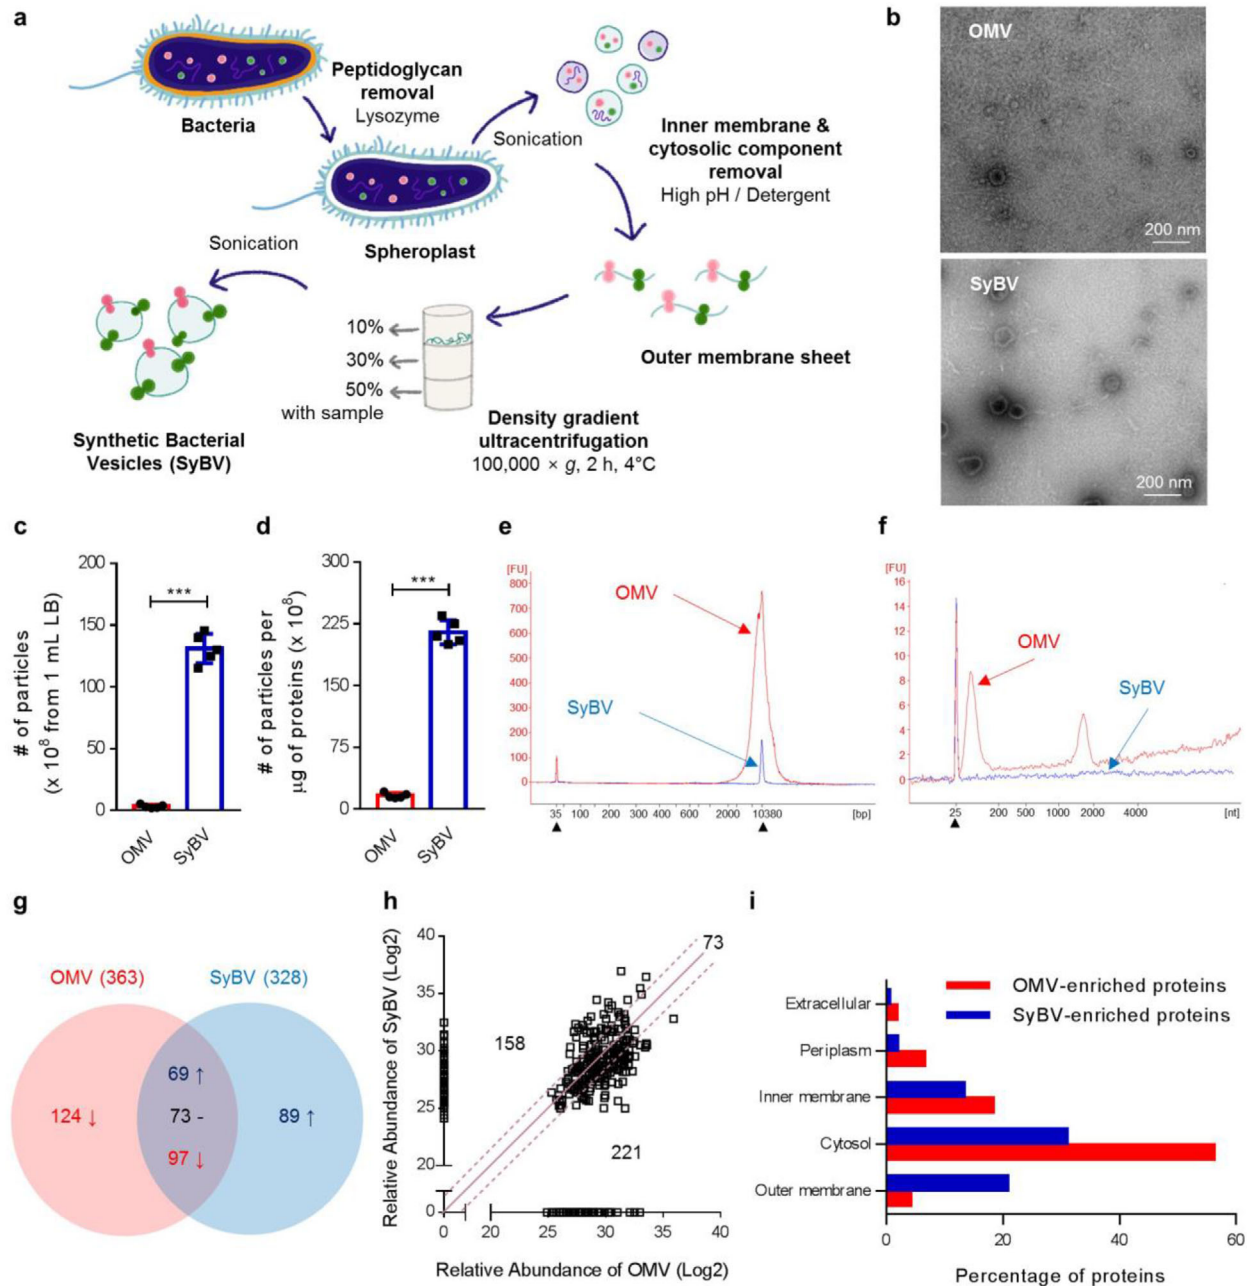 a
Bacteria
Peptidoglycan
removal
Lysozyme
Spheroplast
Sonication
Inner membrane &
cytosolic component
removal
High pH / Detergent
Outer membrane sheet
Density gradient
ultracentrifugation
100,000 × g, 2 h, 4°C
10%
30%
50%
with sample
Sonication
Synthetic Bacterial
Vesicles (SyBV)
b
OMV
200 nm
SyBV
200 nm
c
# of particles
(x 10⁸ from 1 mL LB)
200
150
100
50
0
***
OMV
SyBV
d
# of particles per
µg of proteins (x 10⁸)
300
225
150
75
0
***
OMV
SyBV
e
[FU]
800
700
600
500
400
300
200
100
0
OMV
SyBV
35 100 200 300 400 600 2000 10380 [bp]
f
[FU]
16
14
12
10
8
6
4
2
0
OMV
SyBV
25 200 500 1000 2000 4000 [nt]
g
OMV (363)
SyBV (328)
69 ↑
124 ↓
73 -
89 ↑
97 ↓
h
Relative Abundance of SyBV (Log2)
40
35
30
25
20
0
73
158
221
0 20 25 30 35 40
Relative Abundance of OMV (Log2)
i
OMV-enriched proteins
SyBV-enriched proteins
Extracellular
Periplasm
Inner membrane
Cytosol
Outer membrane
0 20 40 60
Percentage of proteins